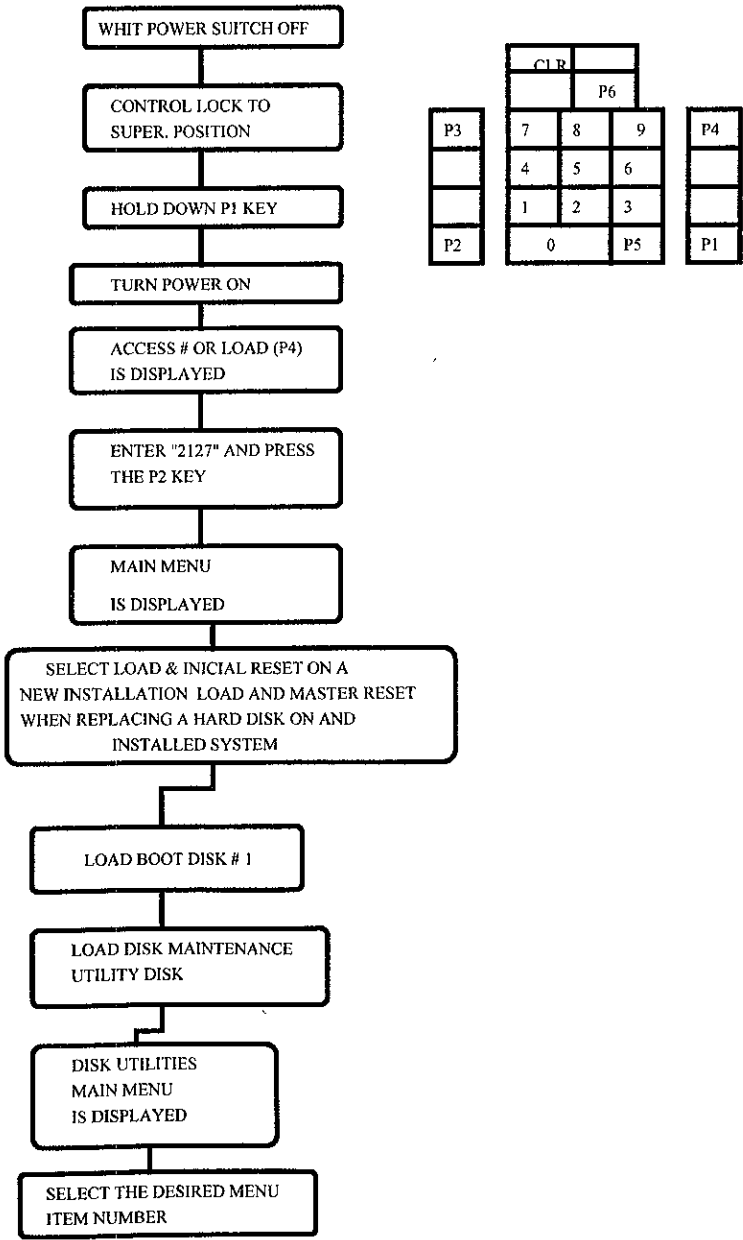 WHIT POWER SUITCH OFF
CONTROL LOCK TO
SUPER. POSITION
HOLD DOWN P1 KEY
TURN POWER ON
ACCESS # OR LOAD (P4)
IS DISPLAYED
ENTER "2127" AND PRESS
THE P2 KEY
MAIN MENU
IS DISPLAYED
SELECT LOAD & INICIAL RESET ON A
NEW INSTALLATION LOAD AND MASTER RESET
WHEN REPLACING A HARD DISK ON AND
INSTALLED SYSTEM
LOAD BOOT DISK # 1
LOAD DISK MAINTENANCE
UTILITY DISK
DISK UTILITIES
MAIN MENU
IS DISPLAYED
SELECT THE DESIRED MENU
ITEM NUMBER
CLR
P6
P3 7 8 9 P4
4 5 6
1 2 3
P2 0 P5 P1